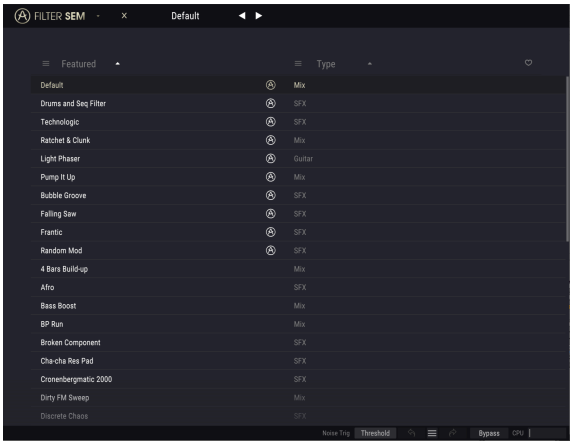 FILTER SEM - X Default
Featured Type
Default Mix
Drums and Seq Filter SFX
Technologic SFX
Ratchet & Clunk Mix
Light Phaser Guitar
Pump It Up Mix
Bubble Groove SFX
Falling Saw SFX
Frantic SFX
Random Mod SFX
4 Bars Build-up Mix
Afro SFX
Bass Boost Mix
BP Run Mix
Broken Component SFX
Cha-cha Res Pad SFX
Cronenbergmatic 2000 SFX
Dirty FM Sweep Mix
Discrete Chaos SFX
Noise Trig Threshold Bypass CPU